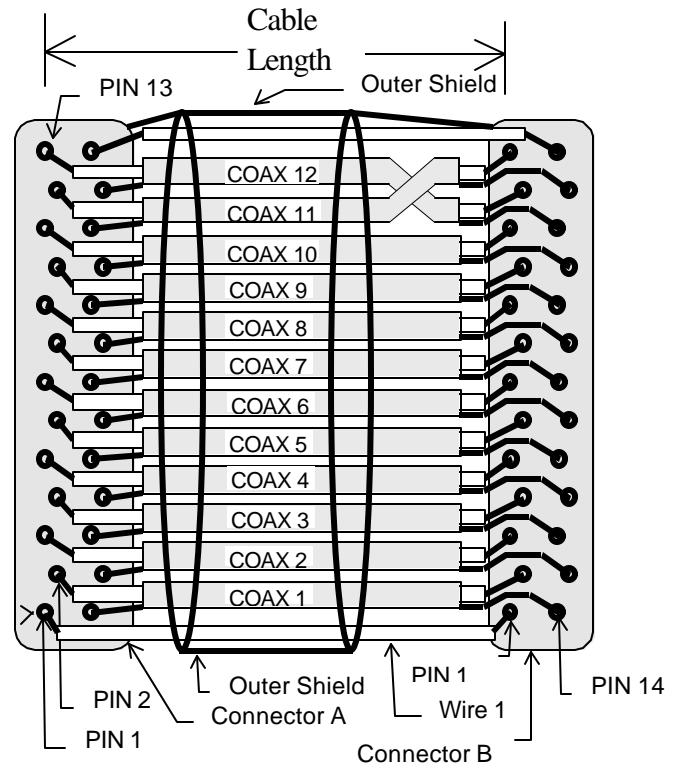 Cable
Length
PIN 13
Outer Shield
COAX 12
COAX 11
COAX 10
COAX 9
COAX 8
COAX 7
COAX 6
COAX 5
COAX 4
COAX 3
COAX 2
COAX 1
PIN 2
PIN 1
Outer Shield
Connector A
PIN 1
Wire 1
PIN 14
Connector B